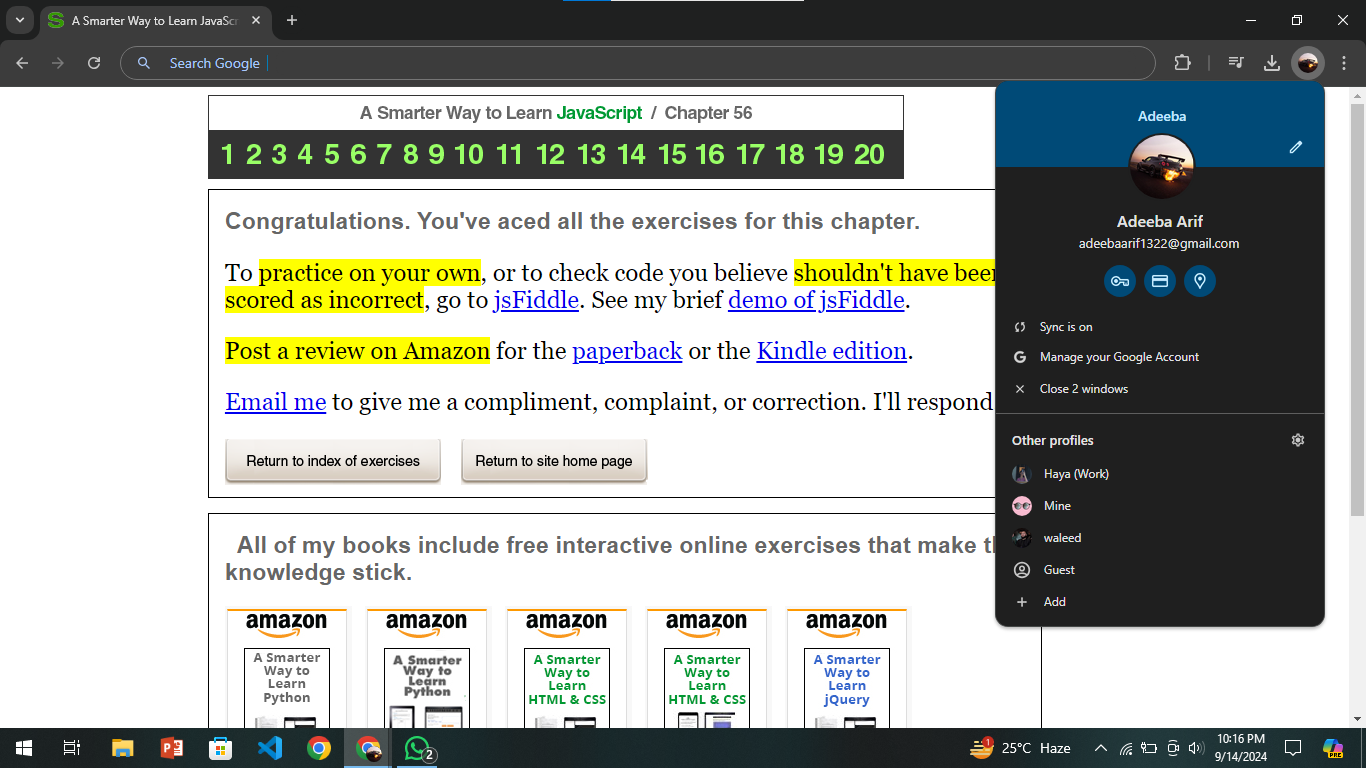 A Smarter Way to Learn JavaSc
Search Google
A Smarter Way to Learn JavaScript / Chapter 56
1 2 3 4 5 6 7 8 9 10 11 12 13 14 15 16 17 18 19 20
Congratulations. You've aced all the exercises for this chapter.
To practice on your own, or to check code you believe shouldn't have been
scored as incorrect, go to jsFiddle. See my brief demo of jsFiddle.
Post a review on Amazon for the paperback or the Kindle edition.
Email me to give me a compliment, complaint, or correction. I'll respond
Return to index of exercises
Return to site home page
All of my books include free interactive online exercises that make th
knowledge stick.
amazon
A Smarter
Way to
Learn
Python
amazon
A Smarter
Way to
Learn
Python
amazon
A Smarter
Way to
Learn
HTML & CSS
amazon
A Smarter
Way to
Learn
HTML & CSS
amazon
A Smarter
Way to
Learn
jQuery
Adeeba
Adeeba Arif
adeebaarif1322@gmail.com
Sync is on
Manage your Google Account
Close 2 windows
Other profiles
Haya (Work)
Mine
waleed
Guest
Add
2
1
25°C Haze
10:16 PM
9/14/2024
PRE